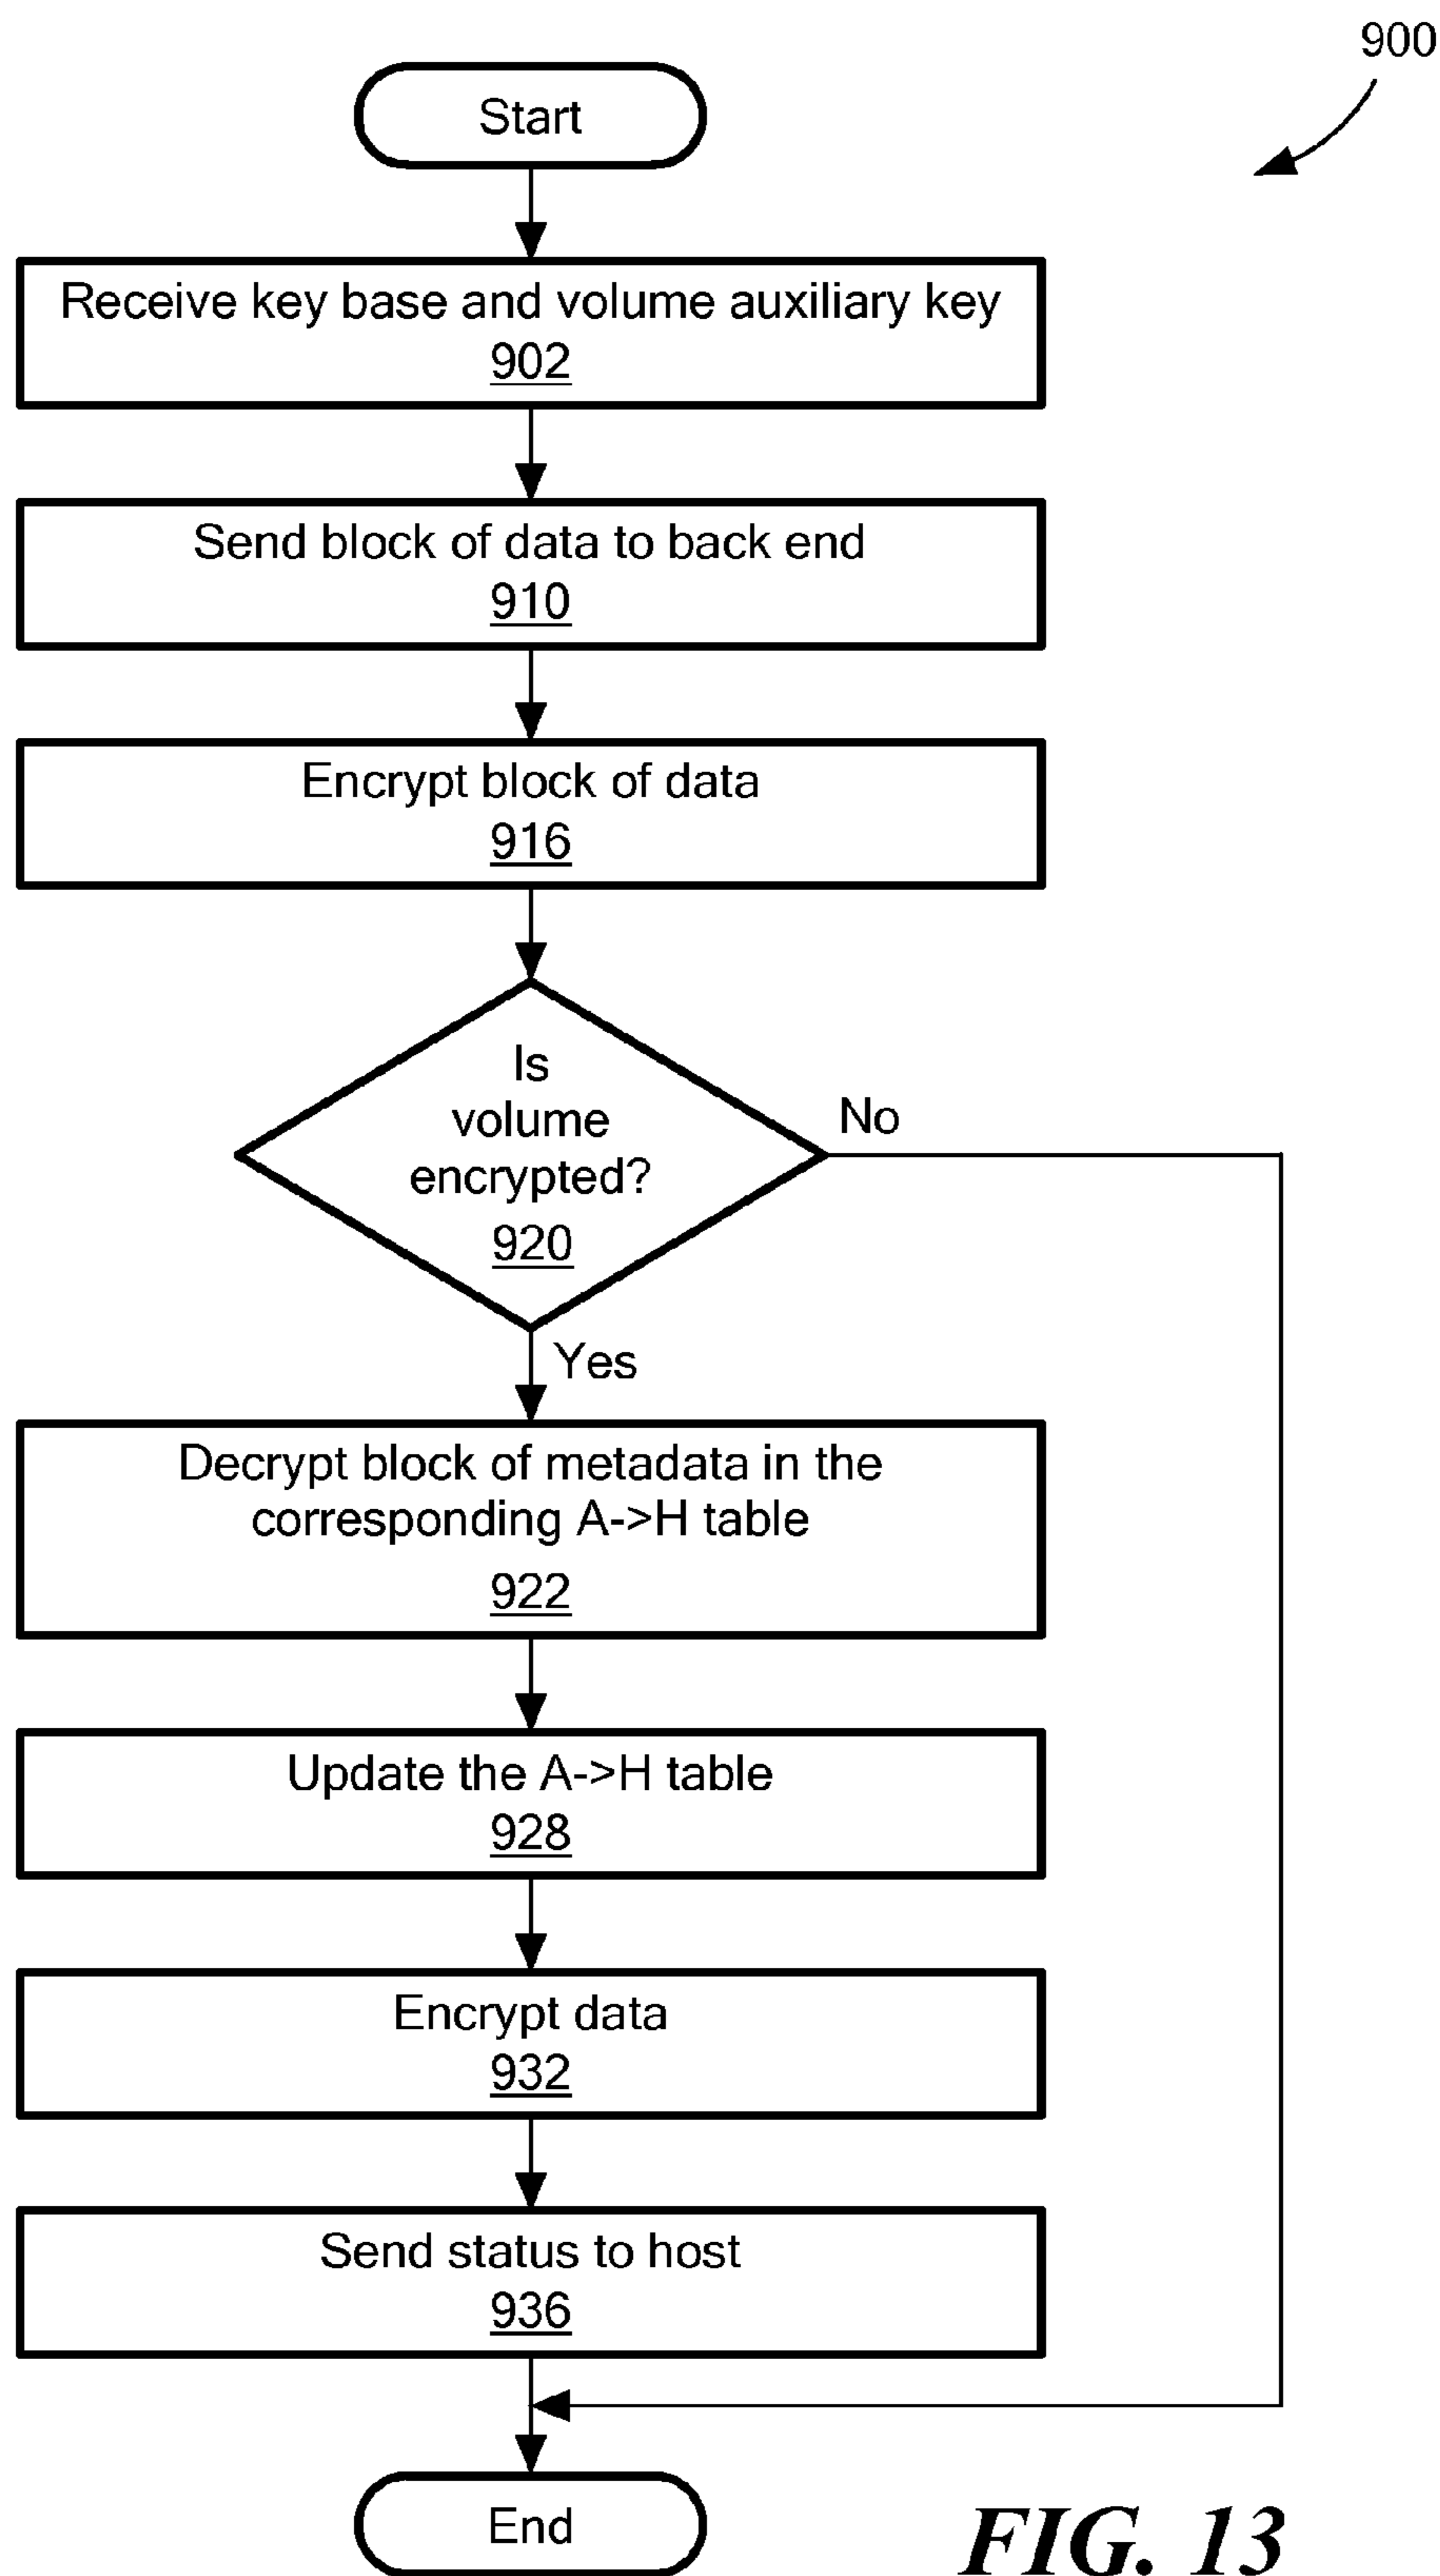 900
Start
Receive key base and volume auxiliary key
902
Send block of data to back end
910
Encrypt block of data
916
Is
volume
encrypted?
920
No
Yes
Decrypt block of metadata in the
corresponding A->H table
922
Update the A->H table
928
Encrypt data
932
Send status to host
936
End
FIG. 13